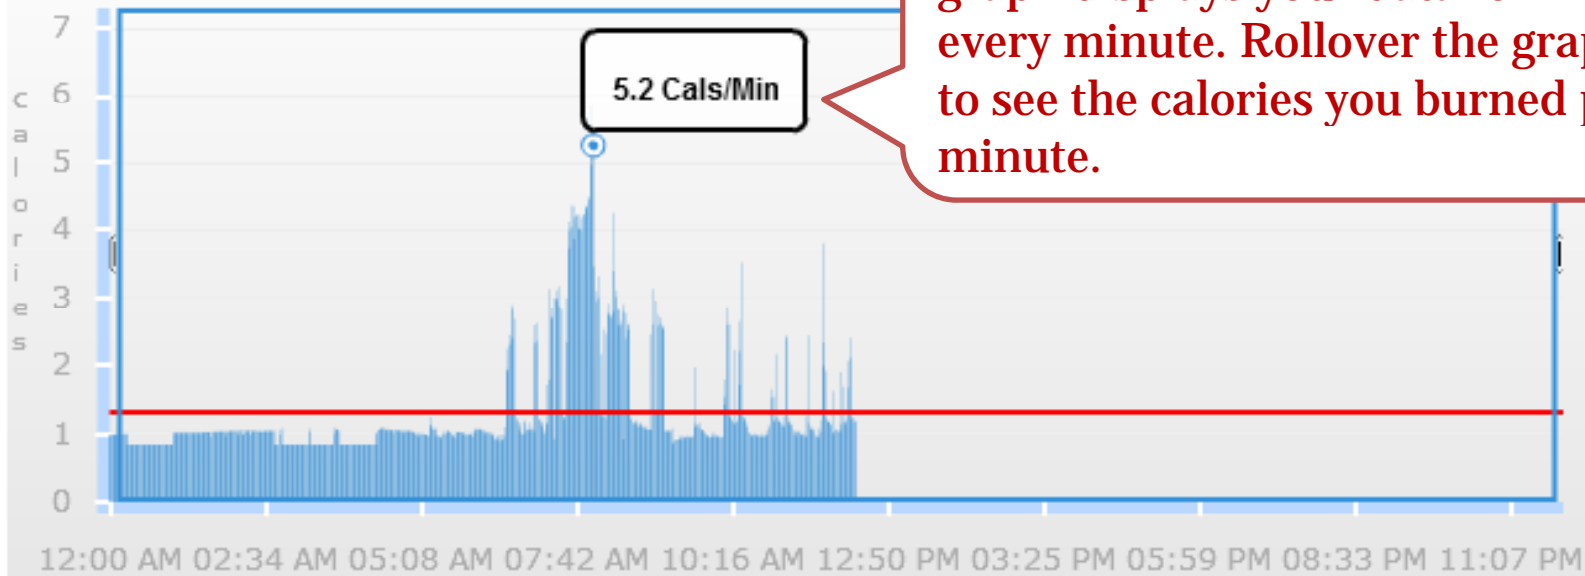 7
6
5
4
3
2
1
0
calories
5.2 Cals/Min
every minute. Rollover the
to see the calories you burned
minute.
12:00 AM 02:34 AM 05:08 AM 07:42 AM 10:16 AM 12:50 PM 03:25 PM 05:59 PM 08:33 PM 11:07 PM